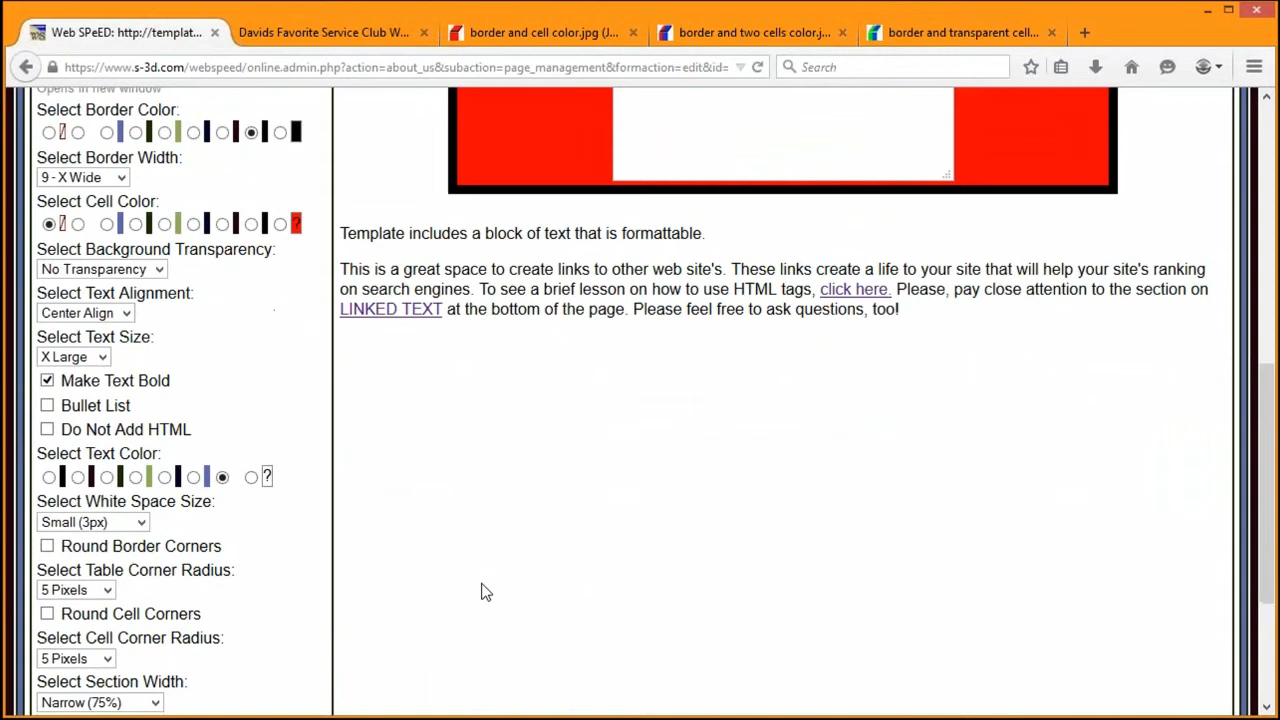 Web SPeED: http://templat...
Davids Favorite Service Club W...
border and cell color.jpg (J...
border and two cells color.j...
border and transparent cell...
https://www.s-3d.com/webspeed/online.admin.php?action=about_us&subaction=page_management&formaction=edit&id=
Search
Opens in new window
Select Border Color:
Select Border Width:
9 - X Wide
Select Cell Color:
?
Select Background Transparency:
No Transparency
Select Text Alignment:
Center Align
Select Text Size:
X Large
Make Text Bold
Bullet List
Do Not Add HTML
Select Text Color:
?
Select White Space Size:
Small (3px)
Round Border Corners
Select Table Corner Radius:
5 Pixels
Round Cell Corners
Select Cell Corner Radius:
5 Pixels
Select Section Width:
Narrow (75%)
Template includes a block of text that is formattable.
This is a great space to create links to other web site's. These links create a life to your site that will help your site's ranking
on search engines. To see a brief lesson on how to use HTML tags, click here. Please, pay close attention to the section on
LINKED TEXT at the bottom of the page. Please feel free to ask questions, too!